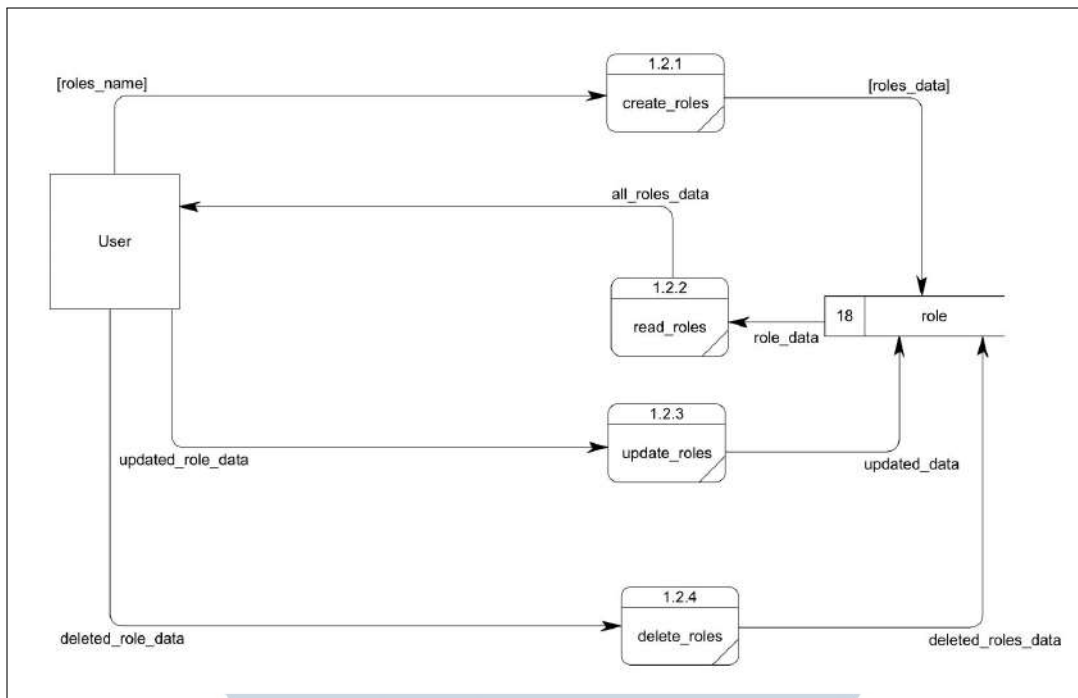 1.2.1
[roles_name]
[roles_data]
create_roles
all_roles_data
User
1.2.2
18
role
read_roles
role_data
1.2.3
update_roles
updated_role_data
updated_data
1.2.4
delete_roles
deleted_role_data
deleted_roles_data